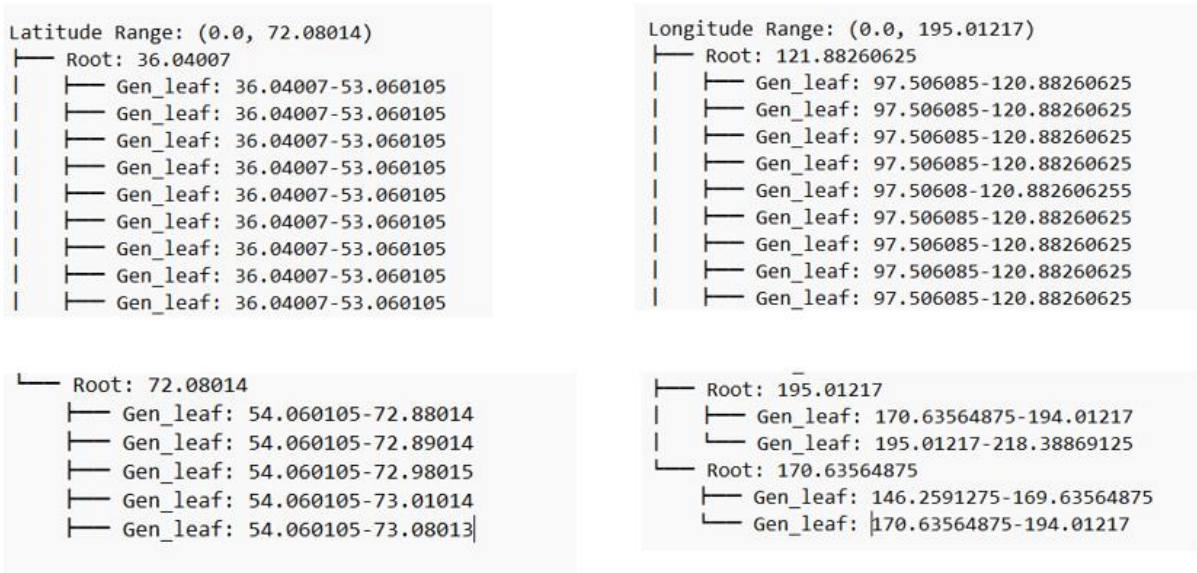 Latitude Range: (0.0, 72.08014)
├── Root: 36.04007
│   ├── Gen_leaf: 36.04007-53.060105
│   ├── Gen_leaf: 36.04007-53.060105
│   ├── Gen_leaf: 36.04007-53.060105
│   ├── Gen_leaf: 36.04007-53.060105
│   ├── Gen_leaf: 36.04007-53.060105
│   ├── Gen_leaf: 36.04007-53.060105
│   ├── Gen_leaf: 36.04007-53.060105
│   ├── Gen_leaf: 36.04007-53.060105
│   ├── Gen_leaf: 36.04007-53.060105
Longitude Range: (0.0, 195.01217)
├── Root: 121.88260625
│   ├── Gen_leaf: 97.506085-120.88260625
│   ├── Gen_leaf: 97.506085-120.88260625
│   ├── Gen_leaf: 97.506085-120.88260625
│   ├── Gen_leaf: 97.506085-120.88260625
│   ├── Gen_leaf: 97.50608-120.882606255
│   ├── Gen_leaf: 97.506085-120.88260625
│   ├── Gen_leaf: 97.506085-120.88260625
│   ├── Gen_leaf: 97.506085-120.88260625
│   ├── Gen_leaf: 97.506085-120.88260625
└── Root: 72.08014
    ├── Gen_leaf: 54.060105-72.88014
    ├── Gen_leaf: 54.060105-72.89014
    ├── Gen_leaf: 54.060105-72.98015
    ├── Gen_leaf: 54.060105-73.01014
    ├── Gen_leaf: 54.060105-73.08013
├── Root: 195.01217
│   ├── Gen_leaf: 170.63564875-194.01217
│   └── Gen_leaf: 195.01217-218.38869125
└── Root: 170.63564875
    ├── Gen_leaf: 146.2591275-169.63564875
    └── Gen_leaf: 170.63564875-194.01217